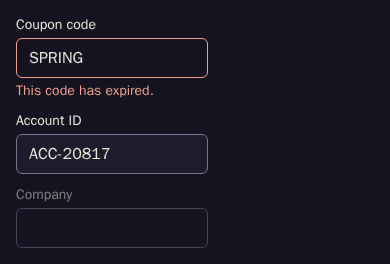 Coupon code
SPRING
This code has expired.
Account ID
ACC-20817
Company